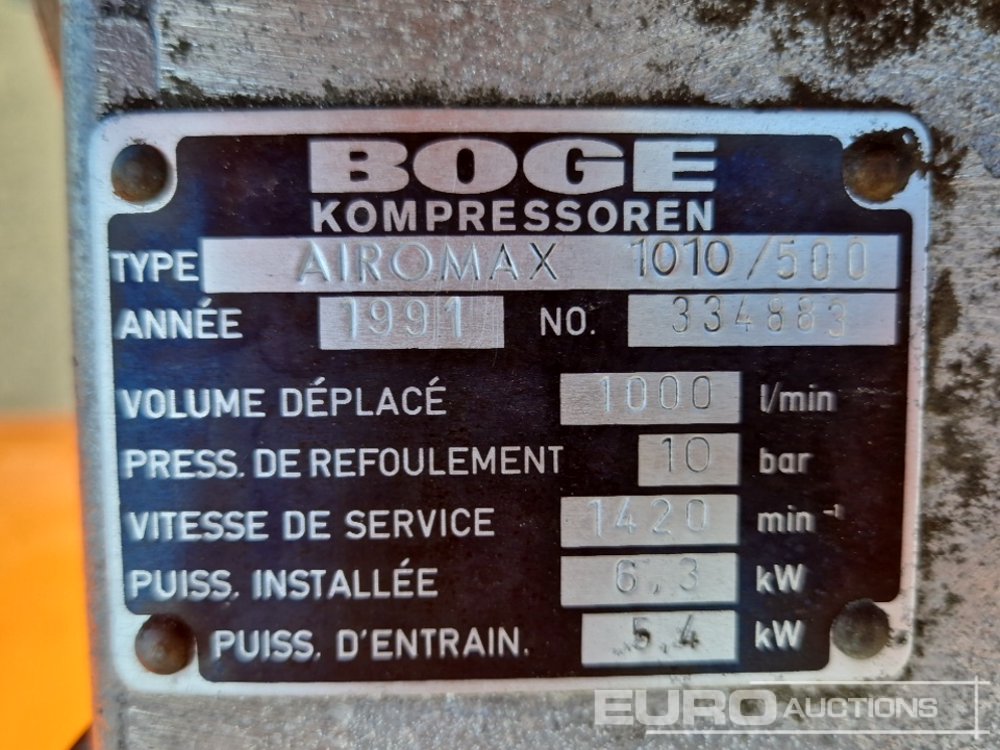 BOGE
KOMPRESSOREN
TYPE AIROMAX 1010/500
ANNÉE 1991 NO. 334883
VOLUME DÉPLACÉ 1000 l/min
PRESS. DE REFOULEMENT 10 bar
VITESSE DE SERVICE 1420 min⁻¹
PUISS. INSTALLÉE 6,3 kW
PUISS. D'ENTRAIN. 5,4 kW
EURO AUCTIONS